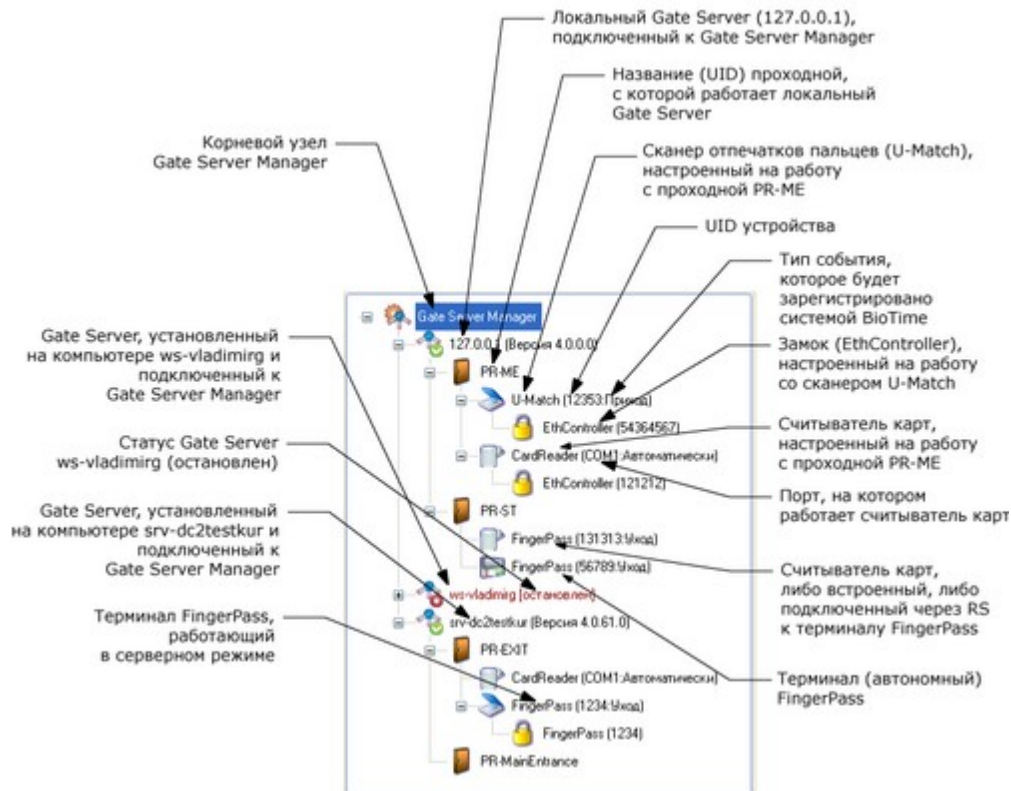 Локальный Gate Server (127.0.0.1),
подключенный к Gate Server Manager
Название (UID) проходной,
с которой работает локальный
Gate Server
Корневой узел
Gate Server Manager
Сканер отпечатков пальцев (U-Match),
настроенный на работу
с проходной PR-ME
UID устройства
Тип события,
которое будет
зарегистрировано
системой BioTime
Замок (EthController),
настроенный на работу
со сканером U-Match
Считыватель карт,
настроенный на работу
с проходной PR-ME
Порт, на котором
работает считыватель карт
Считыватель карт,
либо встроенный, либо
подключенный через RS
к терминалу FingerPass
Терминал (автономный)
FingerPass
Gate Server, установленный
на компьютере ws-vladimirg и
подключенный к
Gate Server Manager
Статус Gate Server
ws-vladimirg (остановлен)
Gate Server, установленный
на компьютере srv-dc2testkur и
подключенный к
Gate Server Manager
Терминал FingerPass,
работающий
в серверном режиме
Gate Server Manager
127.0.0.1 (Версия 4.0.0.0)
PR-ME
U-Match (12353:Приход)
EthController (54364567)
CardReader (COM1:Автоматически)
EthController (121212)
PR-ST
FingerPass (131313:Уход)
FingerPass (56789:Уход)
ws-vladimirg [остановлен]
srv-dc2testkur (Версия 4.0.61.0)
PR-EXIT
CardReader (COM1:Автоматически)
FingerPass (1234:Уход)
FingerPass (1234)
PR-MainEntrance